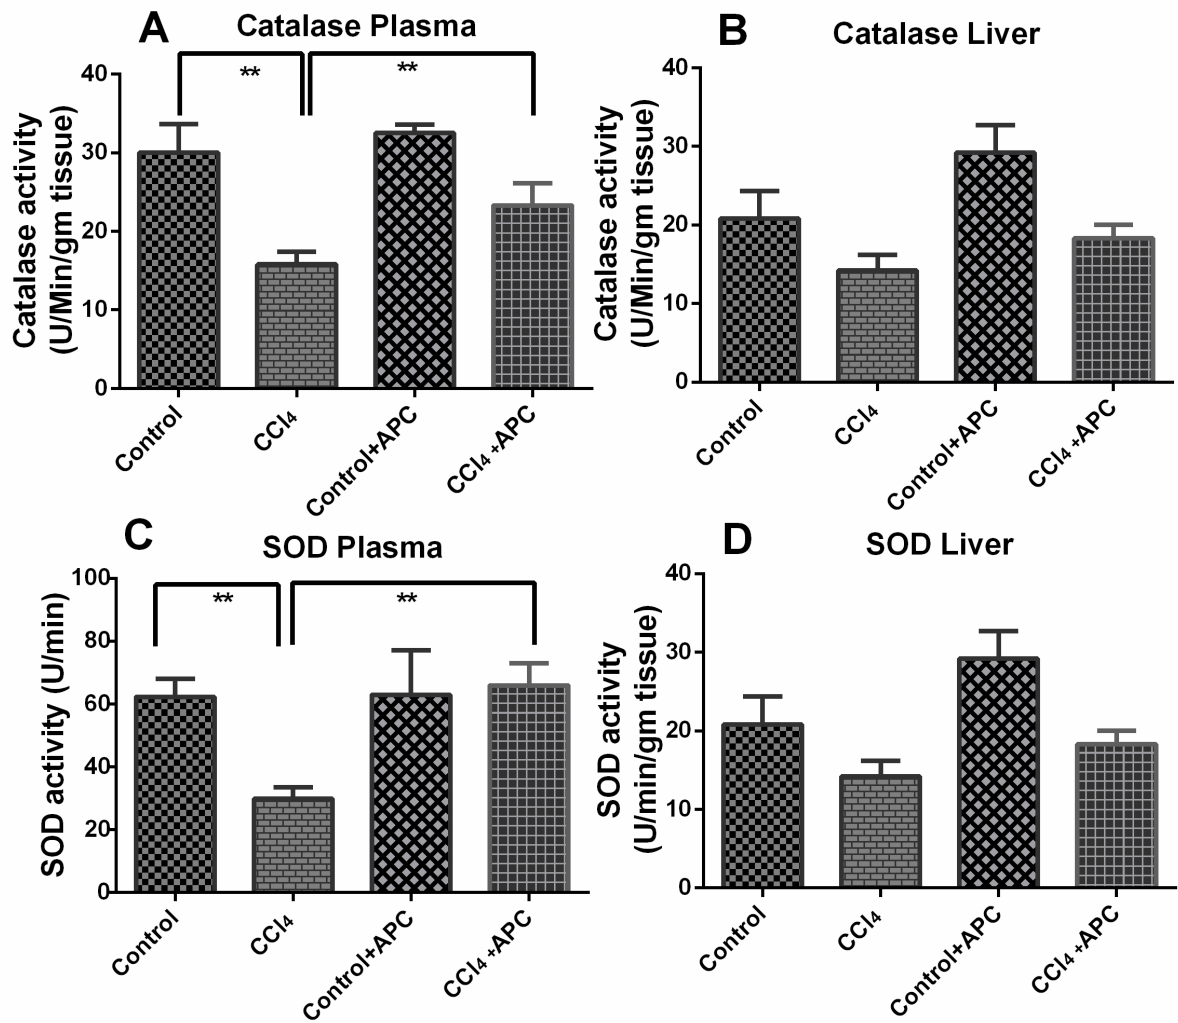 A
Catalase Plasma
**
**
Catalase activity
(U/Min/gm tissue)
40
30
20
10
0
Control
CCl₄
Control+APC
CCl₄ +APC
B
Catalase Liver
Catalase activity
(U/Min/gm tissue)
40
30
20
10
0
Control
CCl₄
Control+APC
CCl₄ +APC
C
SOD Plasma
**
**
SOD activity (U/min)
100
80
60
40
20
0
Control
CCl₄
Control+APC
CCl₄ +APC
D
SOD Liver
SOD activity
(U/min/gm tissue)
40
30
20
10
0
Control
CCl₄
Control+APC
CCl₄ +APC